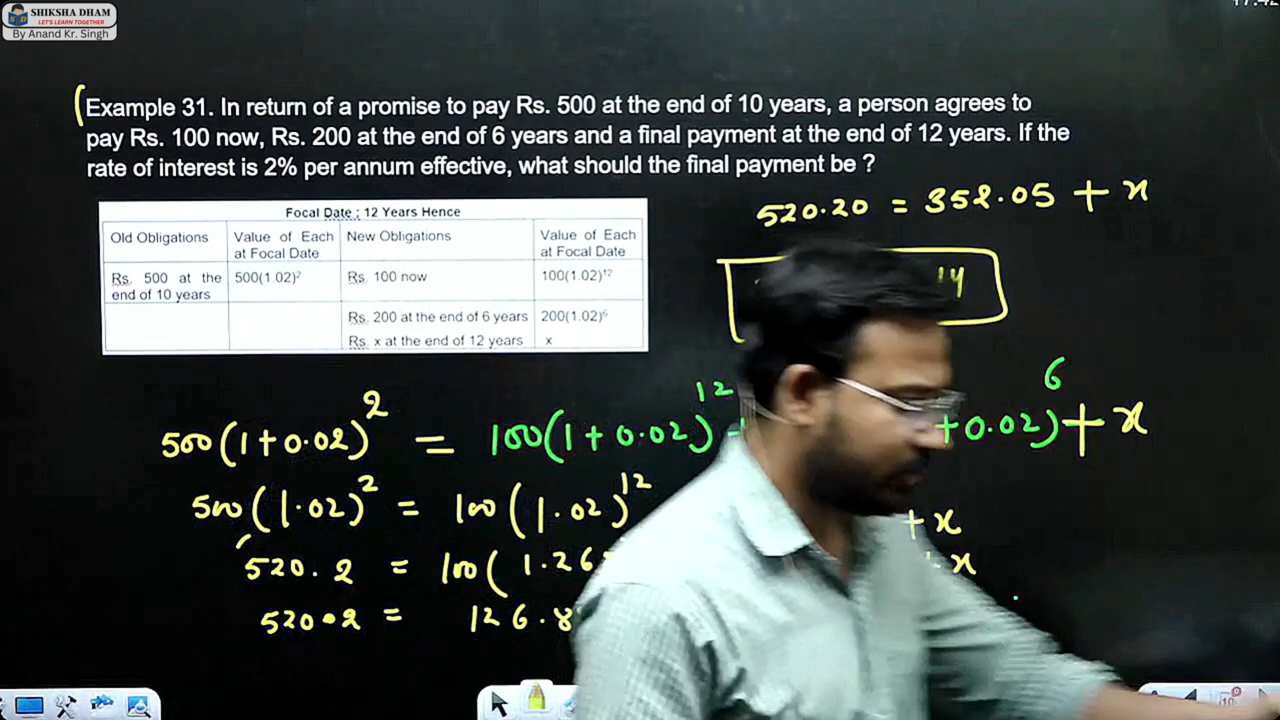 SHIKSHA DHAM
LET'S LEARN TOGETHER
By Anand Kr. Singh
Example 31. In return of a promise to pay Rs. 500 at the end of 10 years, a person agrees to
pay Rs. 100 now, Rs. 200 at the end of 6 years and a final payment at the end of 12 years. If the
rate of interest is 2% per annum effective, what should the final payment be ?
Focal Date : 12 Years Hence
Old Obligations
Value of Each at Focal Date
New Obligations
Value of Each at Focal Date
Rs. 500 at the end of 10 years
500(1.02)²
Rs. 100 now
100(1.02)¹²
Rs. 200 at the end of 6 years
200(1.02)⁶
Rs. x at the end of 12 years
x
520.20 = 352.05 + x
500(1+0.02)² = 100(1+0.02)¹² +0.02)⁶ + x
500(1.02)² = 100(1.02)¹² + x
520.2 = 100(1.26 + x
520.2 = 126.8